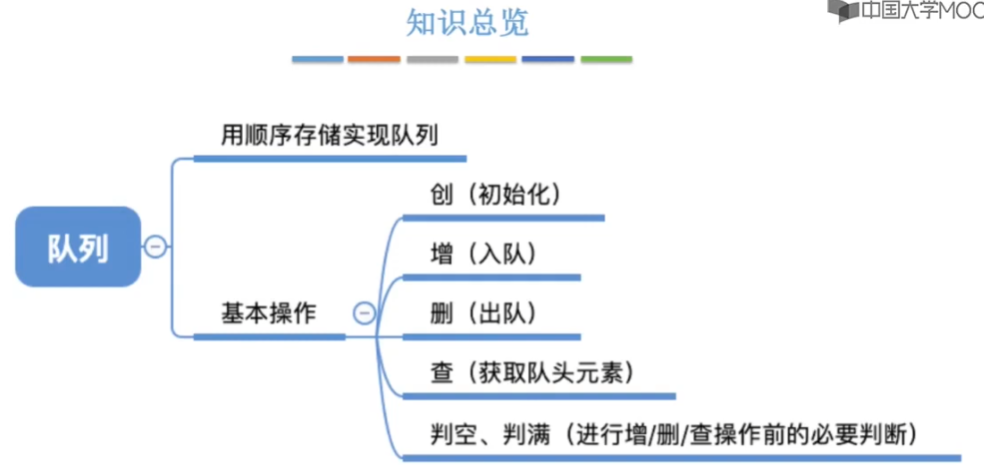 知识总览
中国大学MOO
用顺序存储实现队列
创（初始化）
增（入队）
队列
基本操作
删（出队）
查（获取队头元素）
判空、判满（进行增/删/查操作前的必要判断）